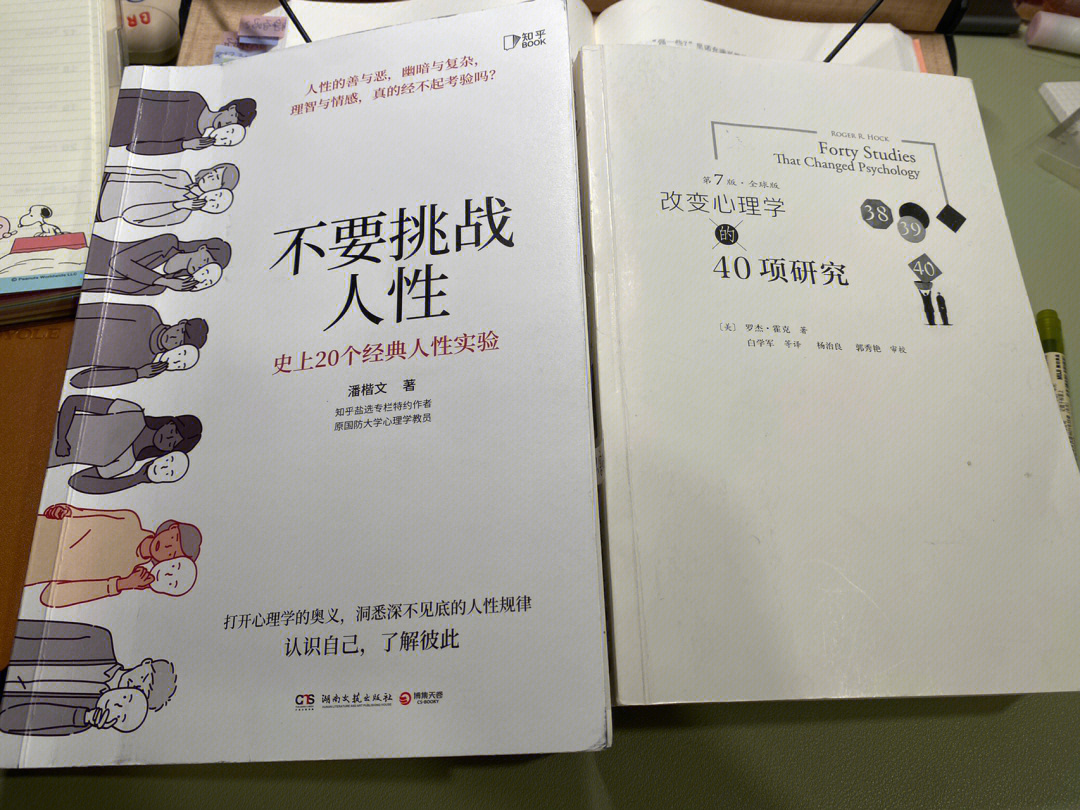 知乎
BOOK
人性的善与恶，幽暗与复杂，
理智与情感，真的经不起考验吗？
不要挑战
人性
史上20个经典人性实验
潘楷文 著
知乎盐选专栏特约作者
原国防大学心理学教员
打开心理学的奥义，洞悉深不见底的人性规律
认识自己，了解彼此
湖南文艺出版社
博集天卷
CS-BOOKY
ROGER R. HOCK
Forty Studies
That Changed Psychology
第7版·全球版
改变心理学
的
40项研究
38
39
40
［美］ 罗杰·霍克 著
白学军 等译 杨治良 郭秀艳 审校